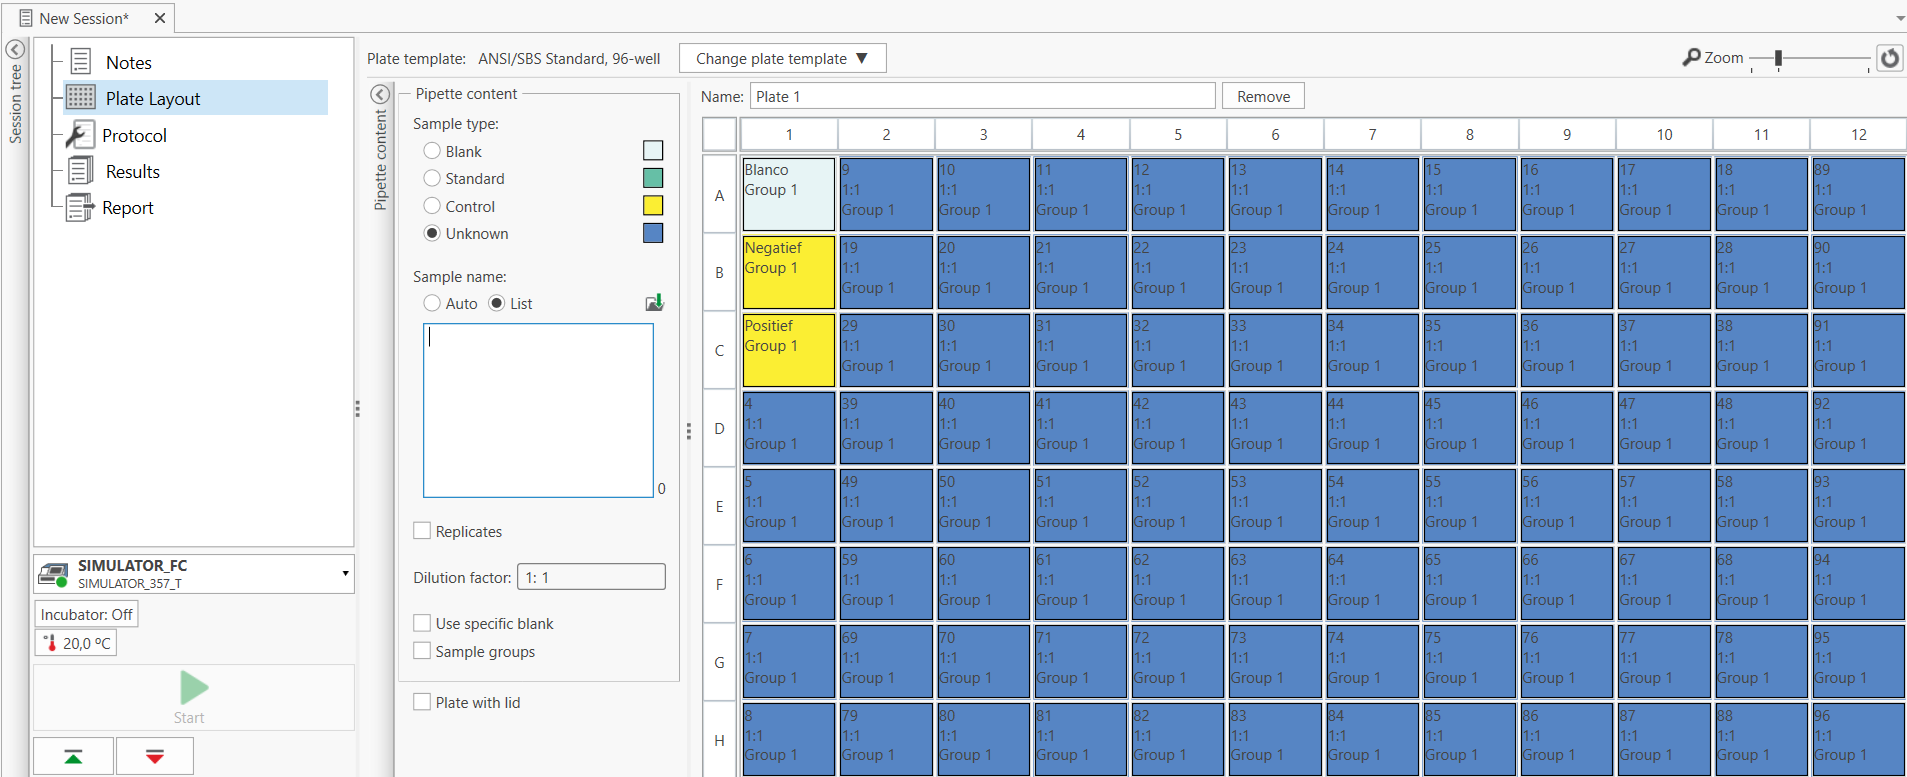 New Session*
Session tree
Notes
Plate Layout
Protocol
Results
Report
SIMULATOR_FC
SIMULATOR_357_T
Incubator: Off
20,0 ºC
Start
Plate template: ANSI/SBS Standard, 96-well
Change plate template ▼
Zoom
Pipette content
Pipette content
Sample type:
Blank
Standard
Control
Unknown
Sample name:
Auto List
0
Replicates
Dilution factor: 1: 1
Use specific blank
Sample groups
Plate with lid
Name: Plate 1 Remove
1 2 3 4 5 6 7 8 9 10 11 12
A
Blanco 9 10 11 12 13 14 15 16 17 18 89
Group 1 1:1 1:1 1:1 1:1 1:1 1:1 1:1 1:1 1:1 1:1 1:1
Group 1 Group 1 Group 1 Group 1 Group 1 Group 1 Group 1 Group 1 Group 1 Group 1 Group 1
B
Negatief 19 20 21 22 23 24 25 26 27 28 90
Group 1 1:1 1:1 1:1 1:1 1:1 1:1 1:1 1:1 1:1 1:1 1:1
Group 1 Group 1 Group 1 Group 1 Group 1 Group 1 Group 1 Group 1 Group 1 Group 1 Group 1
C
Positief 29 30 31 32 33 34 35 36 37 38 91
Group 1 1:1 1:1 1:1 1:1 1:1 1:1 1:1 1:1 1:1 1:1 1:1
Group 1 Group 1 Group 1 Group 1 Group 1 Group 1 Group 1 Group 1 Group 1 Group 1 Group 1
D
4 39 40 41 42 43 44 45 46 47 48 92
1:1 1:1 1:1 1:1 1:1 1:1 1:1 1:1 1:1 1:1 1:1 1:1
Group 1 Group 1 Group 1 Group 1 Group 1 Group 1 Group 1 Group 1 Group 1 Group 1 Group 1 Group 1
E
5 49 50 51 52 53 54 55 56 57 58 93
1:1 1:1 1:1 1:1 1:1 1:1 1:1 1:1 1:1 1:1 1:1 1:1
Group 1 Group 1 Group 1 Group 1 Group 1 Group 1 Group 1 Group 1 Group 1 Group 1 Group 1 Group 1
F
6 59 60 61 62 63 64 65 66 67 68 94
1:1 1:1 1:1 1:1 1:1 1:1 1:1 1:1 1:1 1:1 1:1 1:1
Group 1 Group 1 Group 1 Group 1 Group 1 Group 1 Group 1 Group 1 Group 1 Group 1 Group 1 Group 1
G
7 69 70 71 72 73 74 75 76 77 78 95
1:1 1:1 1:1 1:1 1:1 1:1 1:1 1:1 1:1 1:1 1:1 1:1
Group 1 Group 1 Group 1 Group 1 Group 1 Group 1 Group 1 Group 1 Group 1 Group 1 Group 1 Group 1
H
8 79 80 81 82 83 84 85 86 87 88 96
1:1 1:1 1:1 1:1 1:1 1:1 1:1 1:1 1:1 1:1 1:1 1:1
Group 1 Group 1 Group 1 Group 1 Group 1 Group 1 Group 1 Group 1 Group 1 Group 1 Group 1 Group 1